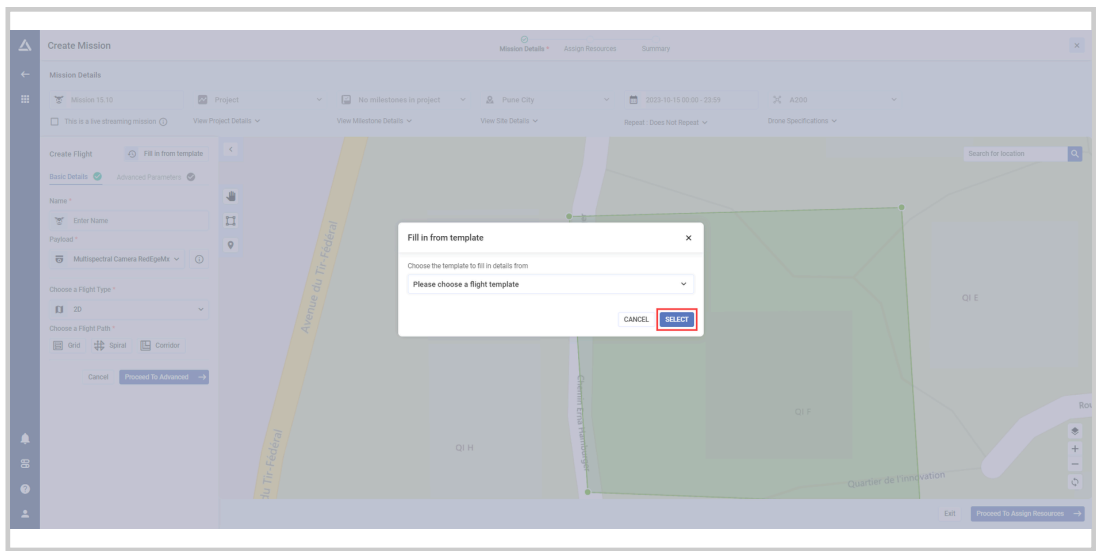 Create Mission
Mission Details * Assign Resources Summary
Mission Details
Mission 15.10 Project No milestones in project Pune City 2023-10-15 00:00 - 23:59 A200
This is a live streaming mission View Project Details View Milestone Details View Site Details Repeat : Does Not Repeat Drone Specifications
Create Flight Fill in from template
Search for location
Basic Details Advanced Parameters
Name *
Enter Name
Payload *
Multispectral Camera RedEgeMx
Choose a Flight Type *
2D
Choose a Flight Path *
Grid Spiral Corridor
Cancel Proceed To Advanced
Fill in from template
Choose the template to fill in details from
Please choose a flight template
CANCEL SELECT
Avenue du Tir-Fédéral
du Tir-Fédéral
Chemin Etra Hamburger
QI E
QI F
QI H
Rou
Quartier de l'innovation
Exit Proceed To Assign Resources